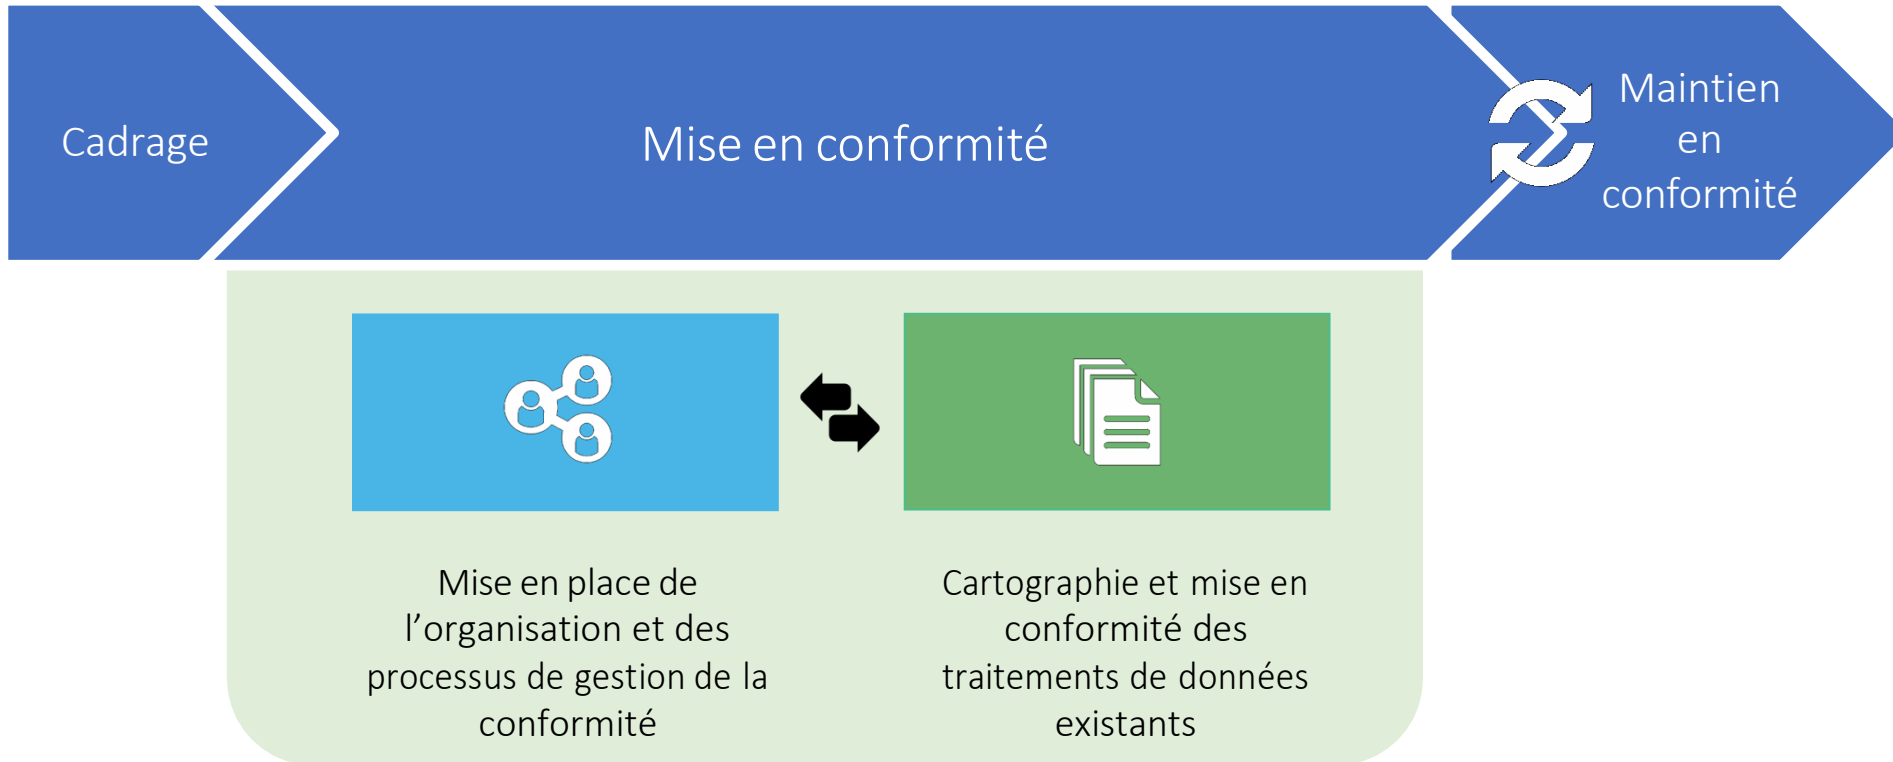 Cadrage
Mise en conformité
Maintien
en
conformité
Mise en place de
l’organisation et des
processus de gestion de la
conformité
Cartographie et mise en
conformité des
traitements de données
existants